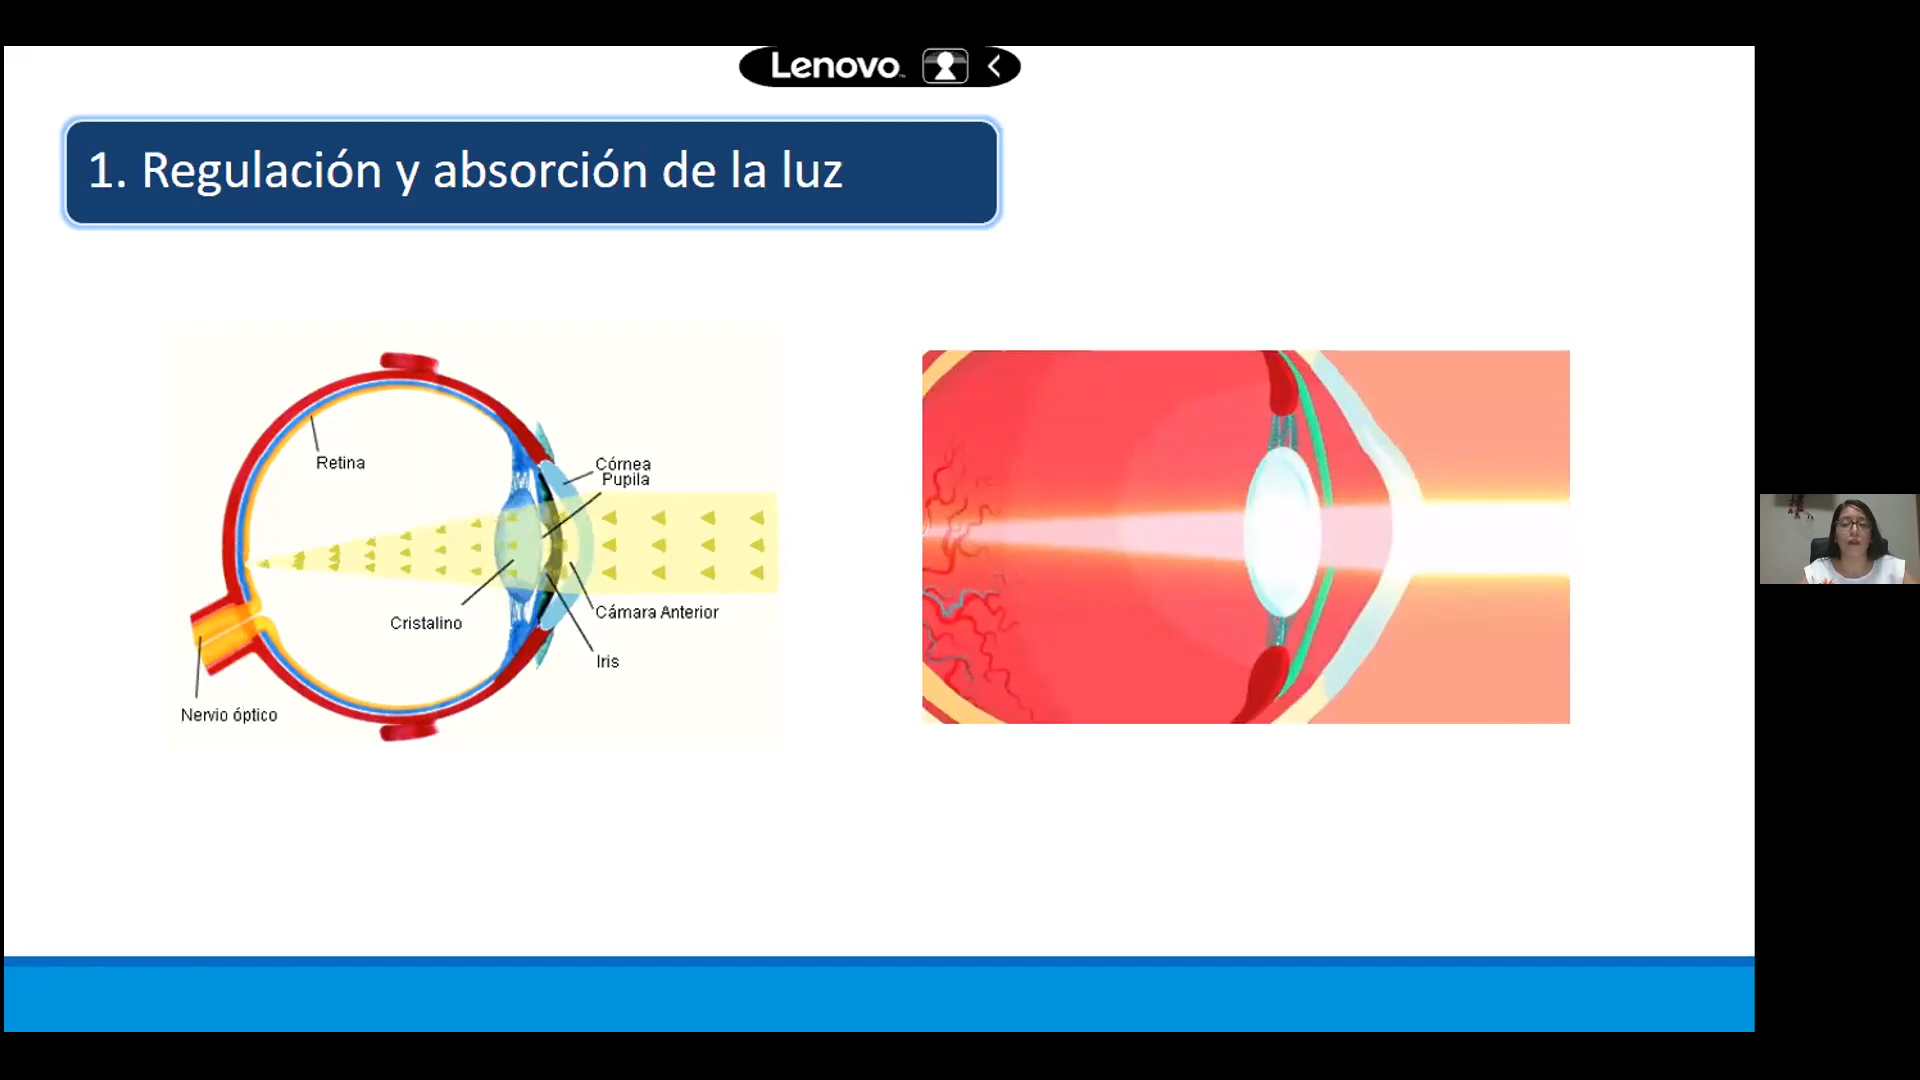 Lenovo
1. Regulación y absorción de la luz
Retina
Córnea
Pupila
Cristalino
Cámara Anterior
Iris
Nervio óptico